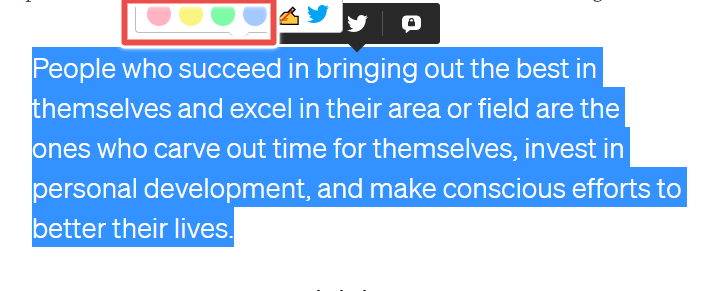 People who succeed in bringing out the best in
themselves and excel in their area or field are the
ones who carve out time for themselves, invest in
personal development, and make conscious efforts to
better their lives.